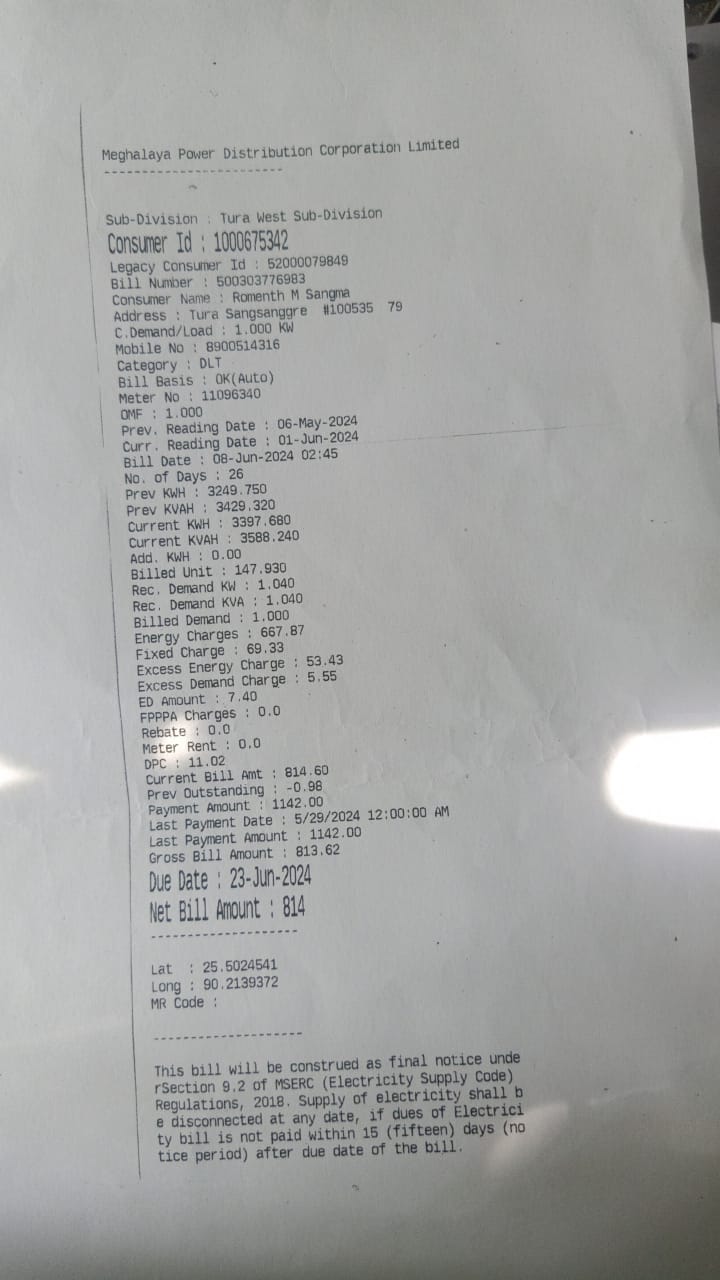 Meghalaya Power Distribution Corporation Limited
------------------------
Sub-Division : Tura West Sub-Division
Consumer Id : 1000675342
Legacy Consumer Id : 52000079849
Bill Number : 500303776983
Consumer Name : Romenth M Sangma
Address : Tura Sangsanggre #100535 79
C.Demand/Load : 1.000 KW
Mobile No : 8900514316
Category : DLT
Bill Basis : OK(Auto)
Meter No : 11096340
OMF : 1.000
Prev. Reading Date : 06-May-2024
Curr. Reading Date : 01-Jun-2024
Bill Date : 08-Jun-2024 02:45
No. of Days : 26
Prev KWH : 3249.750
Prev KVAH : 3429.320
Current KWH : 3397.680
Current KVAH : 3588.240
Add. KWH : 0.00
Billed Unit : 147.930
Rec. Demand KW : 1.040
Rec. Demand KVA : 1.040
Billed Demand : 1.000
Energy Charges : 667.87
Fixed Charge : 69.33
Excess Energy Charge : 53.43
Excess Demand Charge : 5.55
ED Amount : 7.40
FPPPA Charges : 0.0
Rebate : 0.0
Meter Rent : 0.0
DPC : 11.02
Current Bill Amt : 814.60
Prev Outstanding : -0.98
Payment Amount : 1142.00
Last Payment Date : 5/29/2024 12:00:00 AM
Last Payment Amount : 1142.00
Gross Bill Amount : 813.62
Due Date : 23-Jun-2024
Net Bill Amount : 814
--------------------
Lat : 25.5024541
Long : 90.2139372
MR Code :
--------------------
This bill will be construed as final notice unde
rSection 9.2 of MSERC (Electricity Supply Code)
Regulations, 2018. Supply of electricity shall b
e disconnected at any date, if dues of Electrici
ty bill is not paid within 15 (fifteen) days (no
tice period) after due date of the bill.